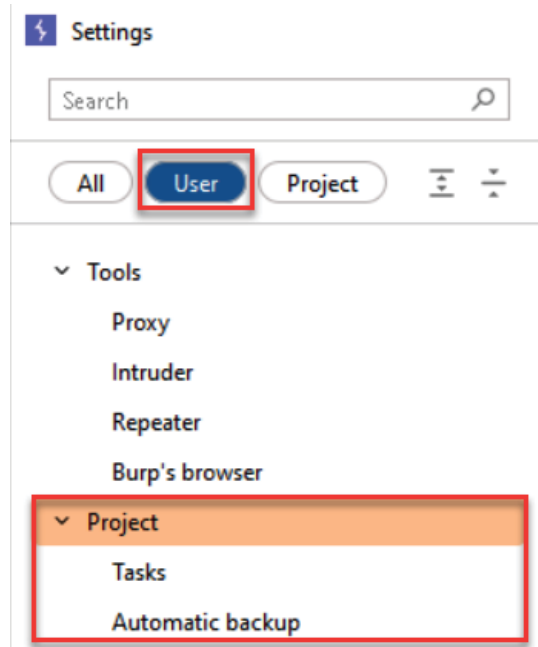 Settings
Search
All User Project
Tools
Proxy
Intruder
Repeater
Burp's browser
Project
Tasks
Automatic backup